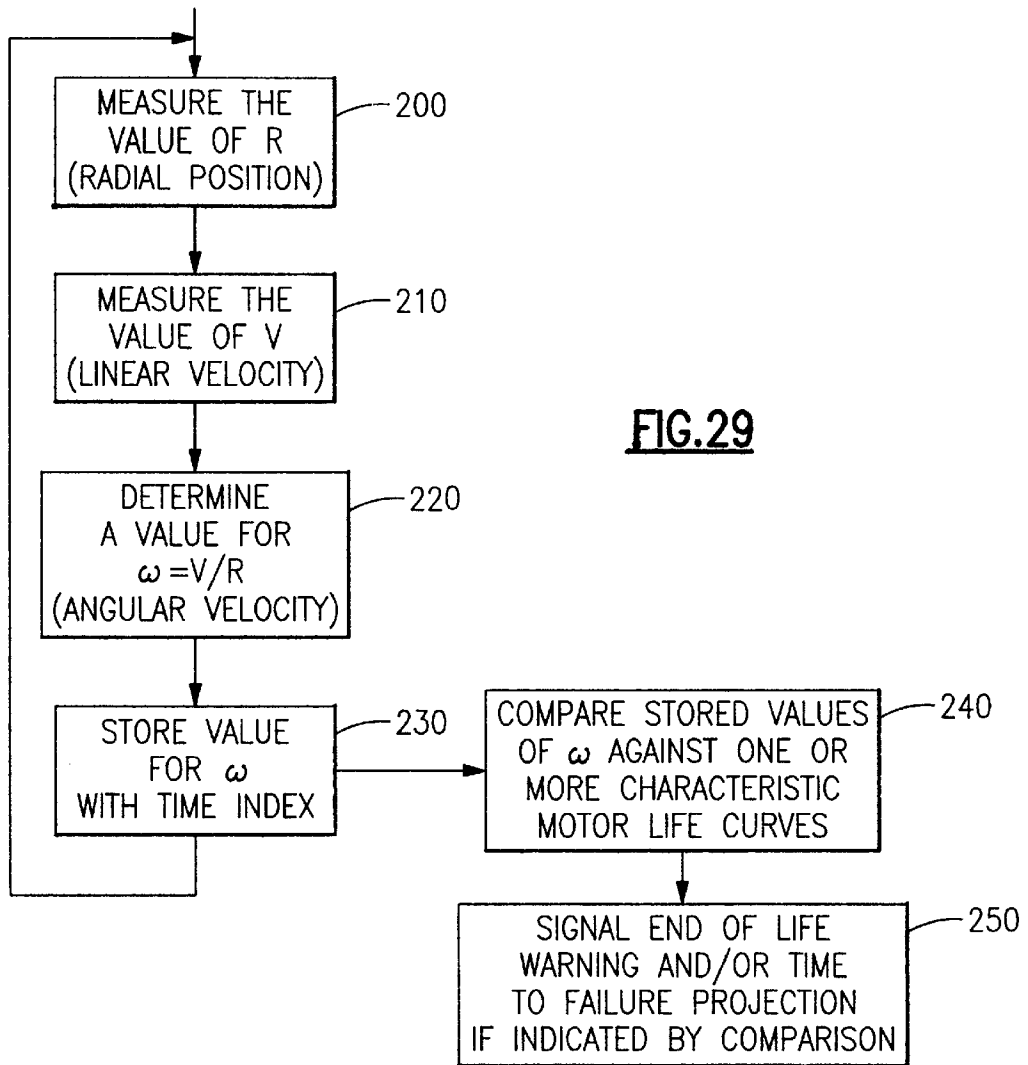 MEASURE THE
VALUE OF R
(RADIAL POSITION)
200
MEASURE THE
VALUE OF V
(LINEAR VELOCITY)
210
FIG.29
DETERMINE
A VALUE FOR
ω=V/R
(ANGULAR VELOCITY)
220
STORE VALUE
FOR ω
WITH TIME INDEX
230
COMPARE STORED VALUES
OF ω AGAINST ONE OR
MORE CHARACTERISTIC
MOTOR LIFE CURVES
240
SIGNAL END OF LIFE
WARNING AND/OR TIME
TO FAILURE PROJECTION
IF INDICATED BY COMPARISON
250